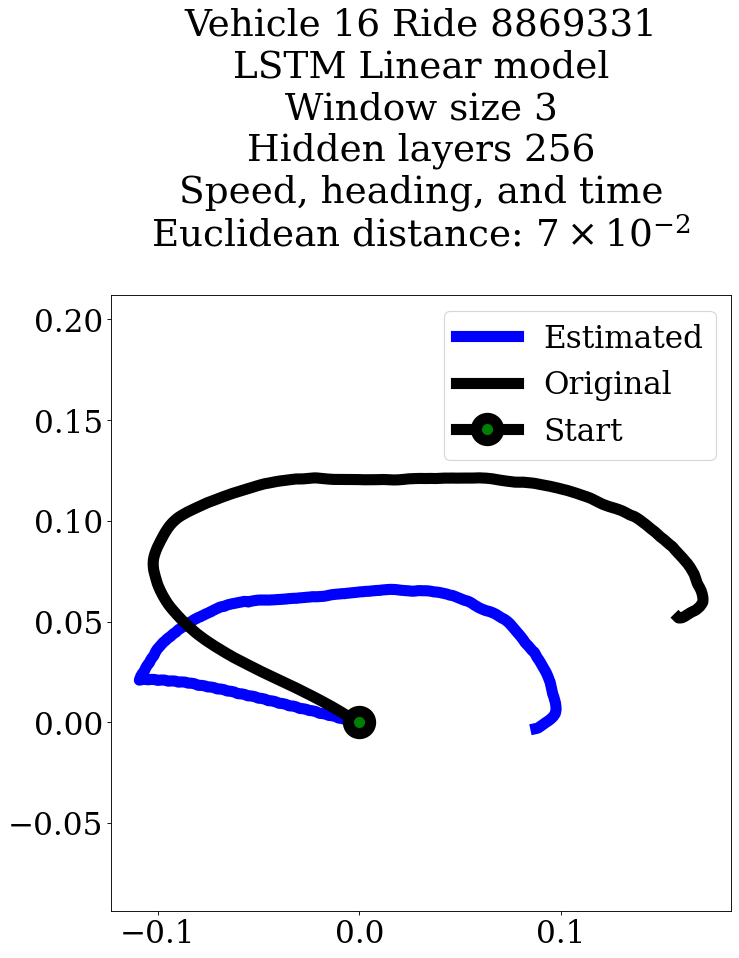 Vehicle 16 Ride 8869331
LSTM Linear model
Window size 3
Hidden layers 256
Speed, heading, and time
Euclidean distance: 7 × 10⁻²
Estimated
Original
Start
0.20
0.15
0.10
0.05
0.00
−0.05
−0.1 0.0 0.1